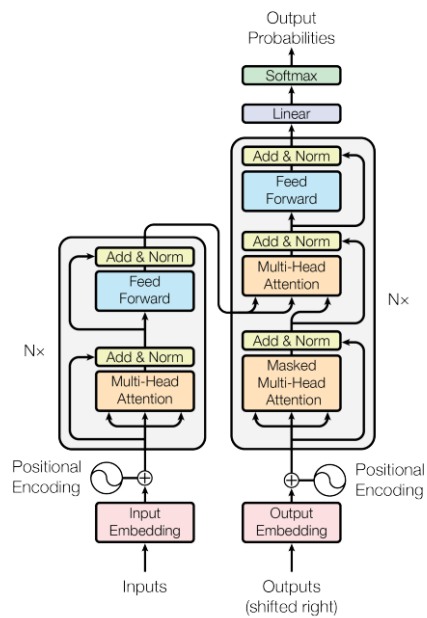 Output
Probabilities
Softmax
Linear
Add & Norm
Feed
Forward
Add & Norm
Multi-Head
Attention
Add & Norm
Masked
Multi-Head
Attention
N×
Positional
Encoding
Output
Embedding
Outputs
(shifted right)
Add & Norm
Feed
Forward
Add & Norm
Multi-Head
Attention
N×
Positional
Encoding
Input
Embedding
Inputs